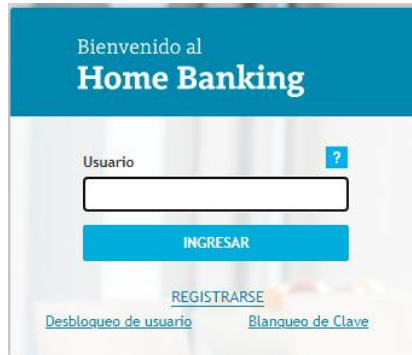 Bienvenido al
Home Banking
Usuario
?
INGRESAR
REGISTRARSE
Desbloqueo de usuario Blanqueo de Clave